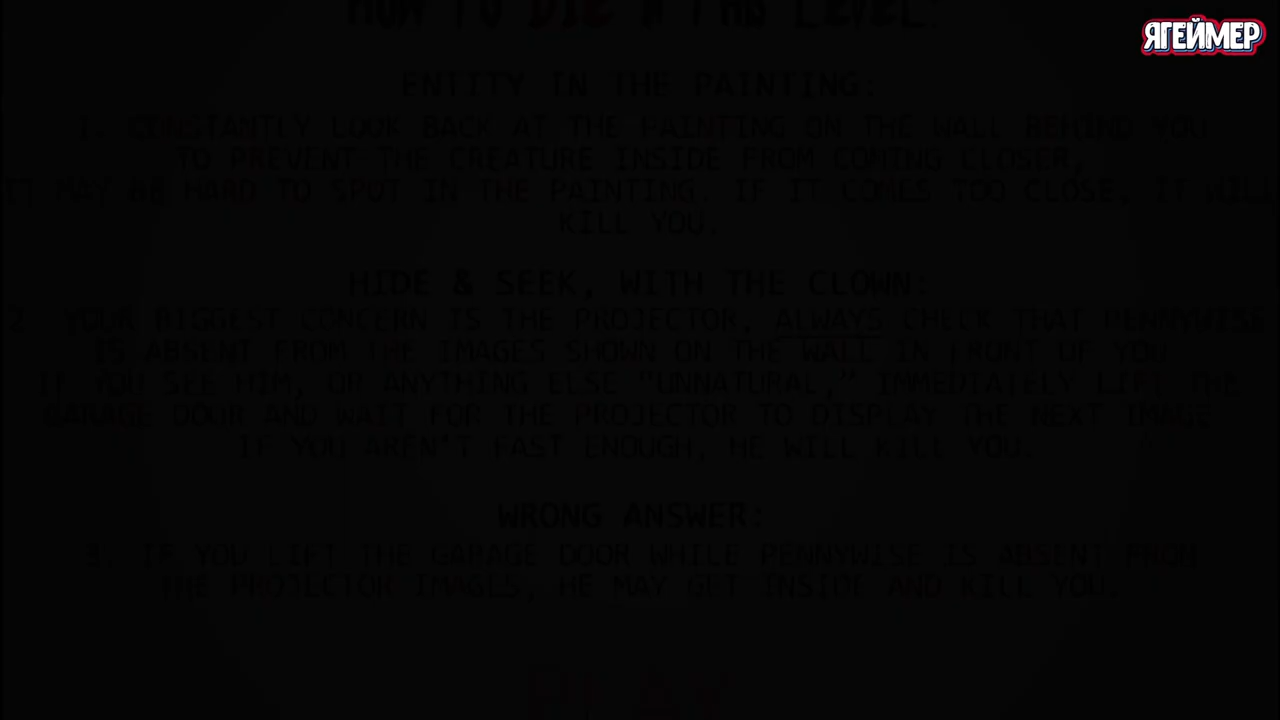 HOW TO DIE N THIS LEVEL:
ЯГЕЙМЕР
ENTITY IN THE PAINTING:
1. CONSTANTLY LOOK BACK AT THE PAINTING ON THE WALL BEHIND YOU
TO PREVENT THE CREATURE INSIDE FROM COMING CLOSER,
IT MAY BE HARD TO SPOT IN THE PAINTING. IF IT COMES TOO CLOSE, IT WILL
KILL YOU.
HIDE & SEEK, WITH THE CLOWN:
2 YOUR BIGGEST CONCERN IS THE PROJECTOR, ALWAYS CHECK THAT PENNYWISE
IS ABSENT FROM THE IMAGES SHOWN ON THE WALL IN FRONT OF YOU
IF YOU SEE HIM, OR ANYTHING ELSE "UNNATURAL," IMMEDIATELY LIFT THE
GARAGE DOOR AND WAIT FOR THE PROJECTOR TO DISPLAY THE NEXT IMAGE
IF YOU AREN'T FAST ENOUGH, HE WILL KILL YOU.
WRONG ANSWER:
3. IF YOU LIFT THE GARAGE DOOR WHILE PENNYWISE IS ABSENT FROM
THE PROJECTOR IMAGES, HE MAY GET INSIDE AND KILL YOU.